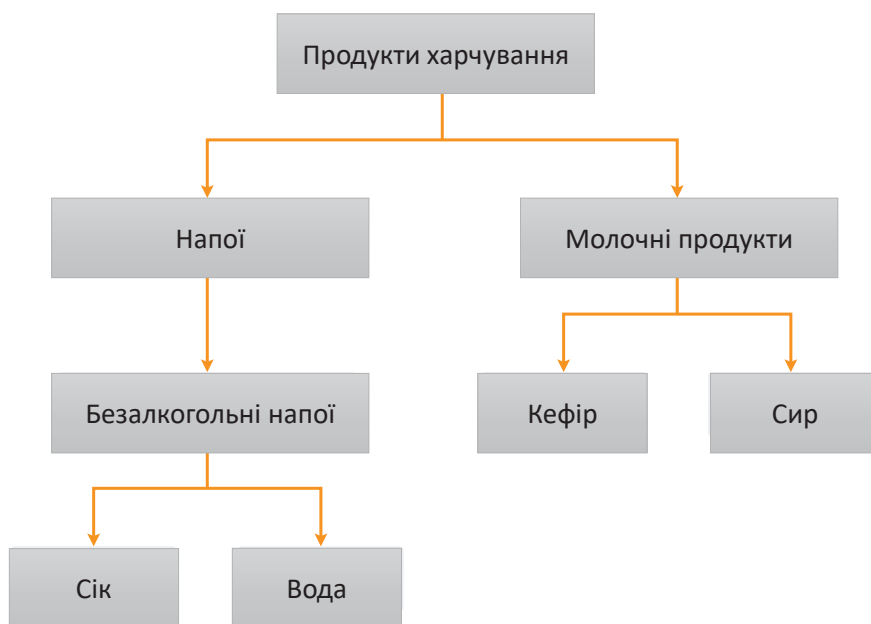 Продукти харчування
Напої
Молочні продукти
Безалкогольні напої
Кефір
Сир
Сік
Вода